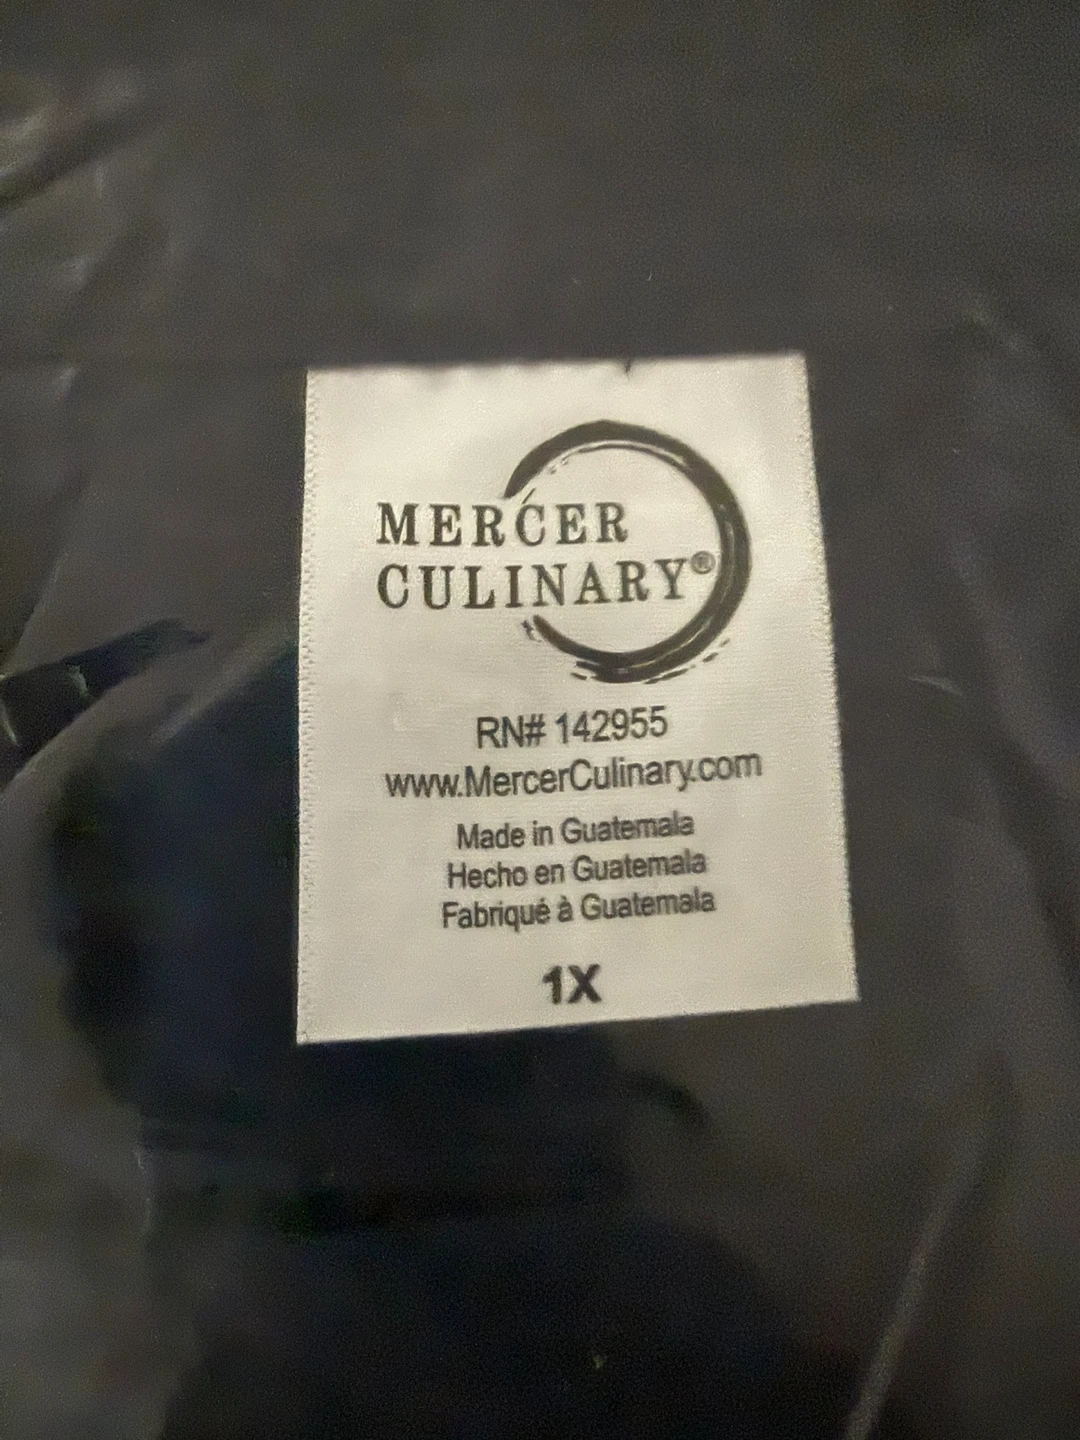 MERCER
CULINARY®
RN# 142955
www.MercerCulinary.com
Made in Guatemala
Hecho en Guatemala
Fabriqué à Guatemala
1X